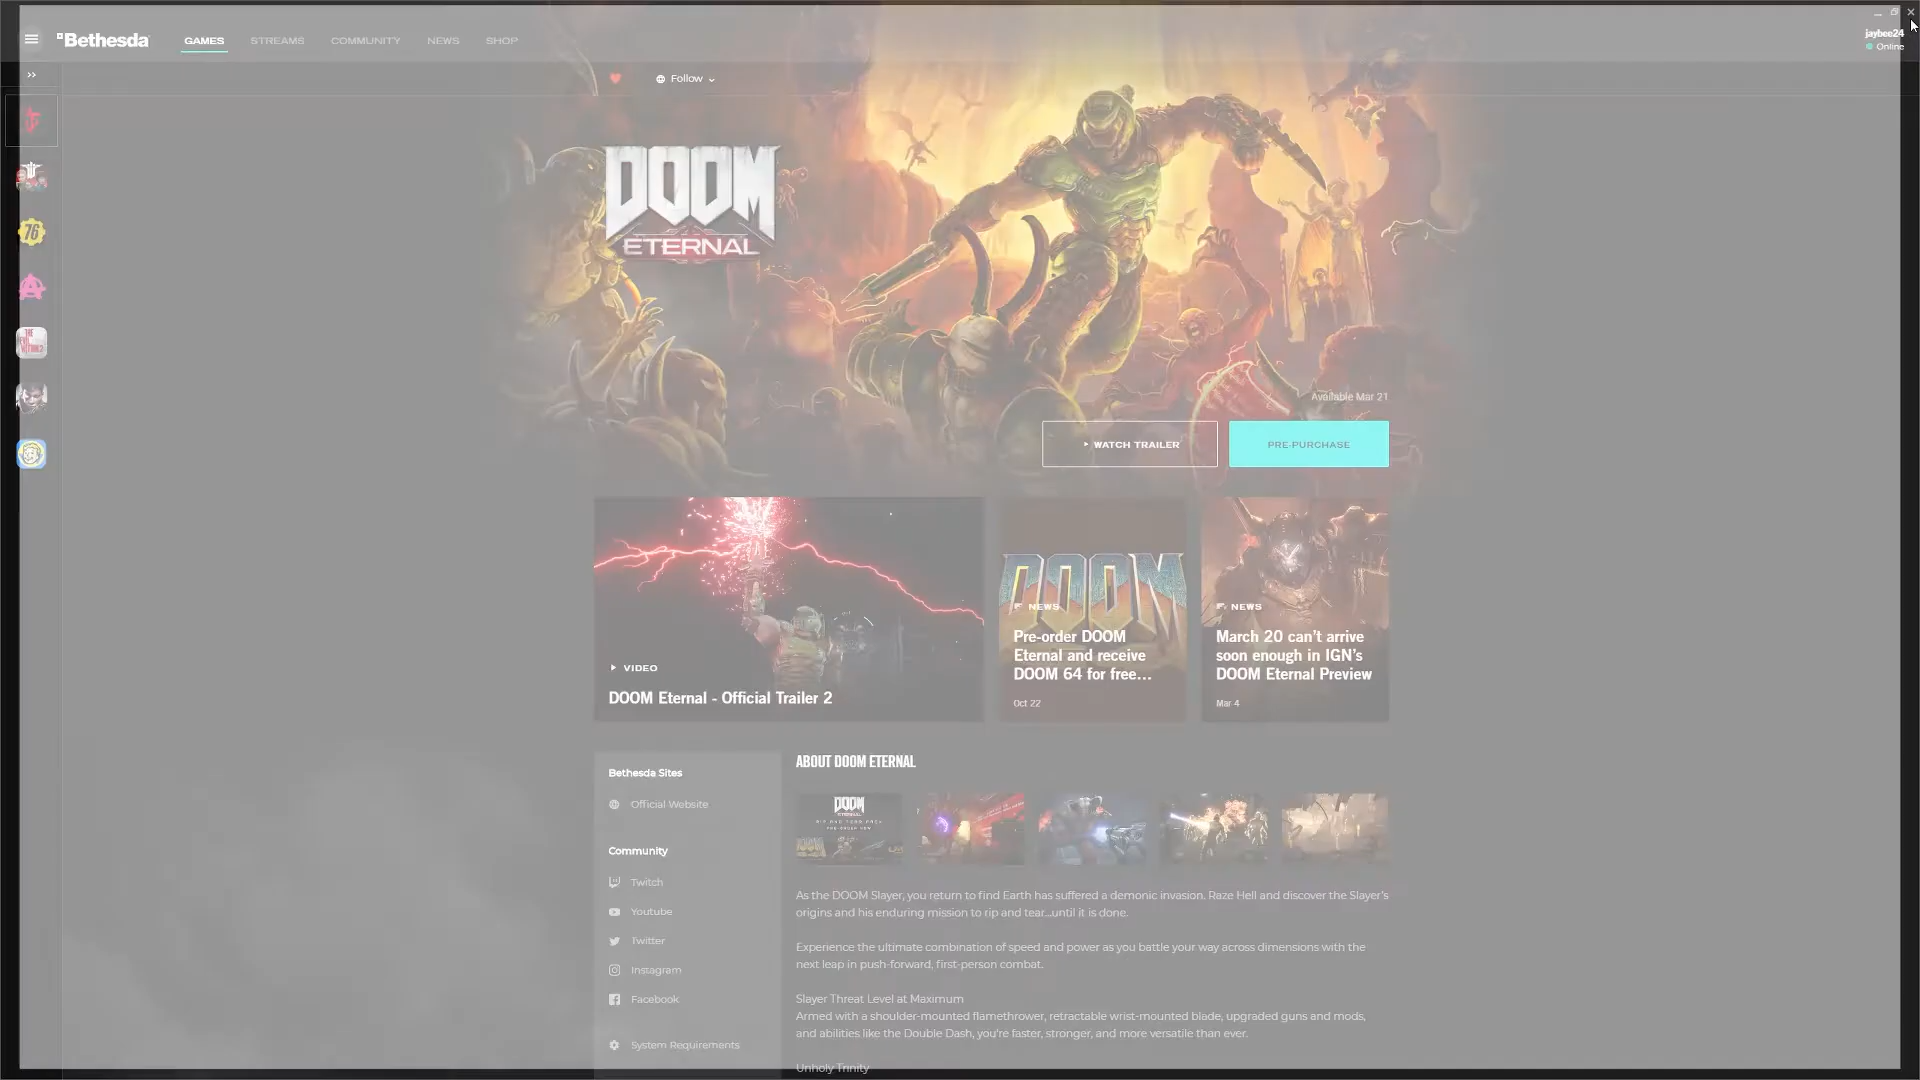 Bethesda
GAMES
STREAMS
COMMUNITY
NEWS
SHOP
jaybee24
Online
Follow
DOOM
ETERNAL
76
Available Mar 21
WATCH TRAILER
PRE-PURCHASE
VIDEO
DOOM Eternal - Official Trailer 2
DOOM
NEWS
Pre-order DOOM
Eternal and receive
DOOM 64 for free...
Oct 22
NEWS
March 20 can't arrive
soon enough in IGN's
DOOM Eternal Preview
Mar 4
Bethesda Sites
Official Website
Community
Twitch
Youtube
Twitter
Instagram
Facebook
System Requirements
ABOUT DOOM ETERNAL
DOOM
ETERNAL
As the DOOM Slayer, you return to find Earth has suffered a demonic invasion. Raze Hell and discover the Slayer's
origins and his enduring mission to rip and tear...until it is done.
Experience the ultimate combination of speed and power as you battle your way across dimensions with the
next leap in push-forward, first-person combat.
Slayer Threat Level at Maximum
Armed with a shoulder-mounted flamethrower, retractable wrist-mounted blade, upgraded guns and mods,
and abilities like the Double Dash, you're faster, stronger, and more versatile than ever.
Unholy Trinity